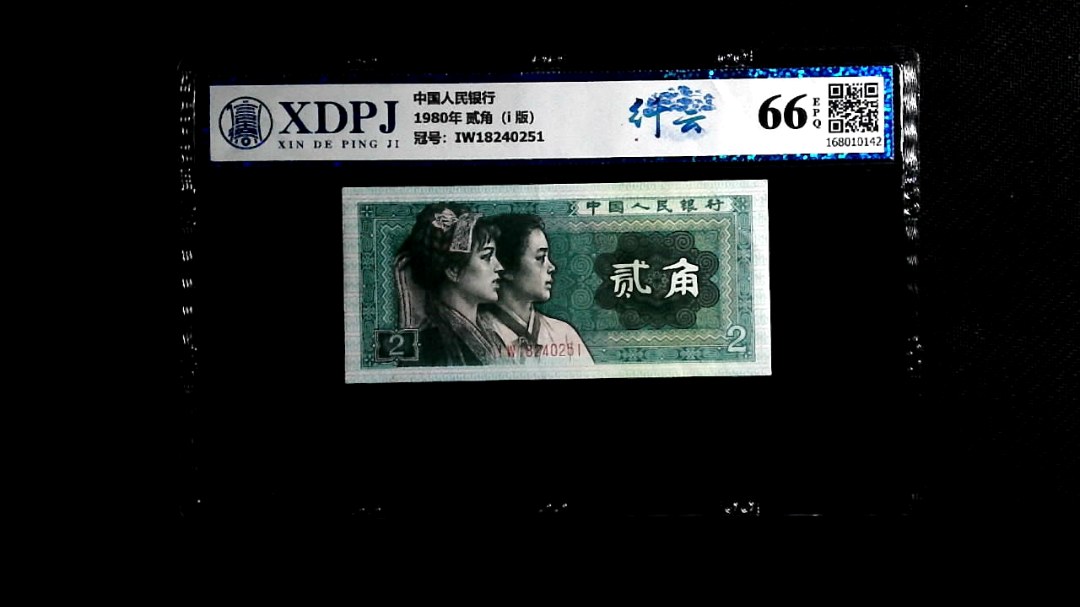 XDPJ
XIN DE PING JI
中国人民银行
1980年 贰角（i 版）
冠号：IW18240251
纤云
66
EPQ
168010142
中国人民银行
贰角
2
2
IW18240251